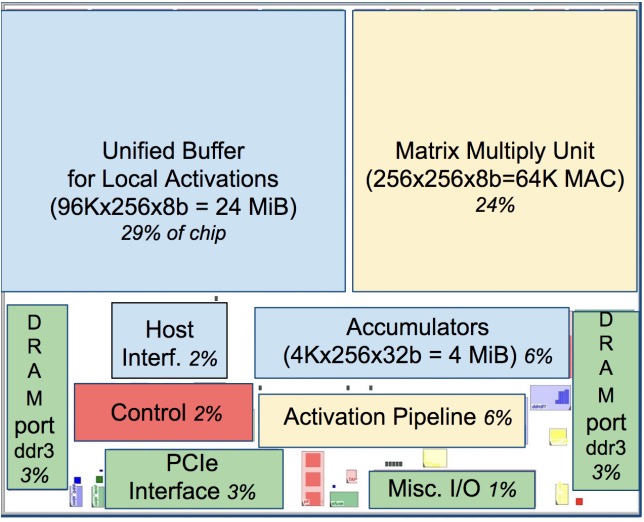 Unified Buffer
for Local Activations
(96Kx256x8b = 24 MiB)
29% of chip
Matrix Multiply Unit
(256x256x8b=64K MAC)
24%
D
R
A
M
port
ddr3
3%
Host
Interf. 2%
Accumulators
(4Kx256x32b = 4 MiB) 6%
D
R
A
M
port
ddr3
3%
Control 2%
Activation Pipeline 6%
PCIe
Interface 3%
Misc. I/O 1%